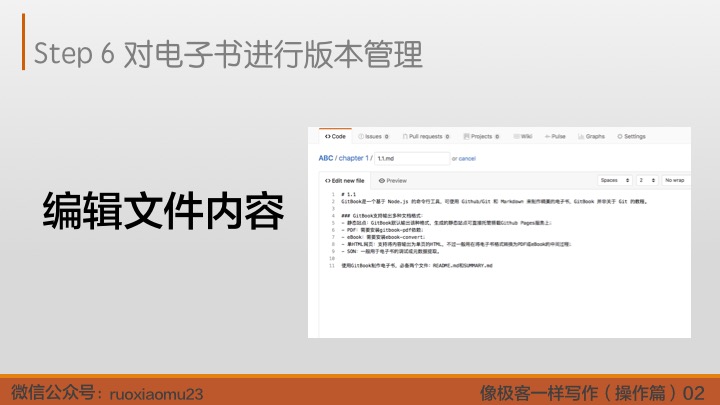 Step 6 对电子书进行版本管理
编辑文件内容
Code Issues 0 Pull requests 0 Projects 0 Wiki Pulse Graphs Settings
ABC / chapter 1 / 1.1.md or cancel
Edit new file Preview Spaces 2 No wrap
1 # 1.1
2 GitBook是一个基于 Node.js 的命令行工具，可使用 Github/Git 和 Markdown 来制作精美的电子书，GitBook 并非关于 Git 的教程。
3
4 ### GitBook支持输出多种文档格式：
5 - 静态站点：GitBook默认输出该种格式，生成的静态站点可直接托管搭载Github Pages服务上；
6 - PDF：需要安装gitbook-pdf依赖；
7 - eBook：需要安装ebook-convert；
8 - 单HTML网页：支持将内容输出为单页的HTML，不过一般用在将电子书格式转换为PDF或eBook的中间过程；
9 - SON：一般用于电子书的调试或元数据提取。
10
11 使用GitBook制作电子书，必备两个文件：README.md和SUMMARY.md
微信公众号：ruoxiaomu23
像极客一样写作（操作篇）02